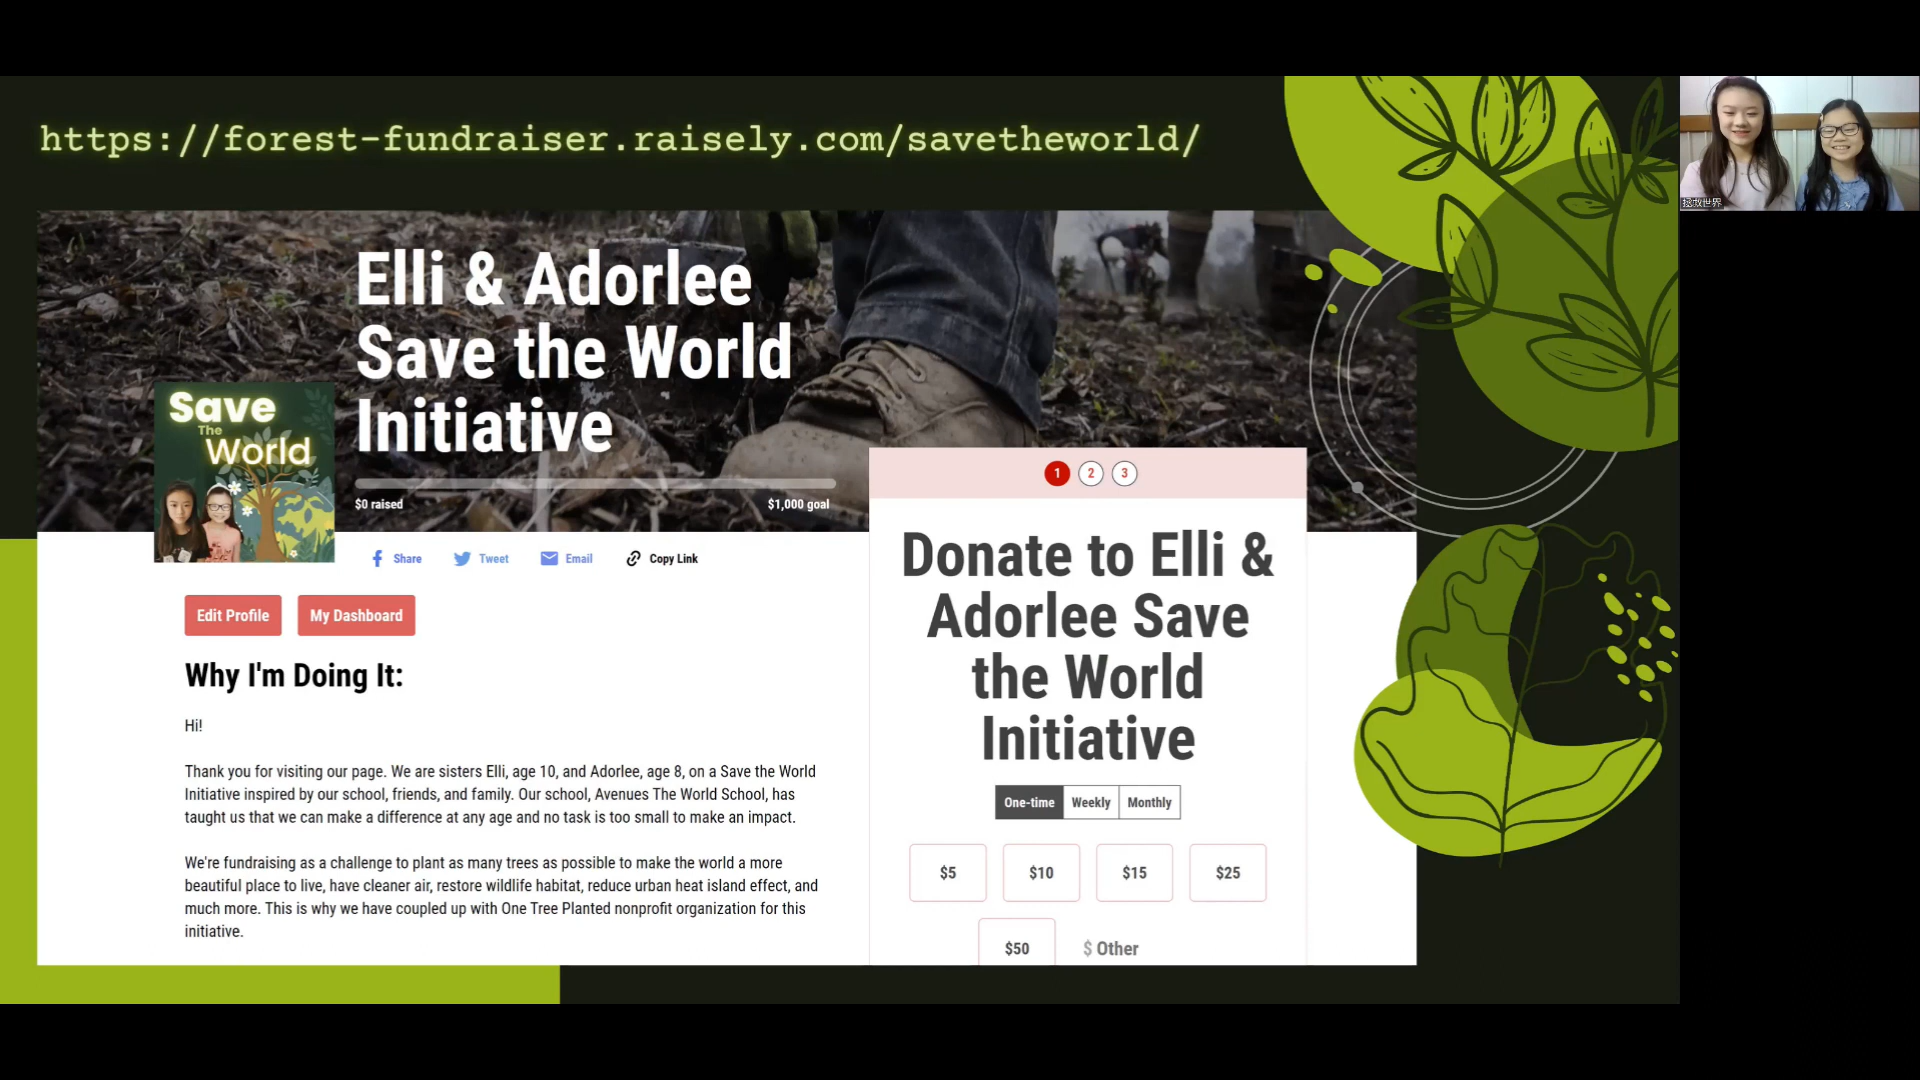 https://forest-fundraiser.raisely.com/savetheworld/
拯救世界
Elli & Adorlee
Save the World
Initiative
Save
The
World
$0 raised
$1,000 goal
Share
Tweet
Email
Copy Link
Edit Profile
My Dashboard
Why I'm Doing It:
Hi!
Thank you for visiting our page. We are sisters Elli, age 10, and Adorlee, age 8, on a Save the World
Initiative inspired by our school, friends, and family. Our school, Avenues The World School, has
taught us that we can make a difference at any age and no task is too small to make an impact.
We're fundraising as a challenge to plant as many trees as possible to make the world a more
beautiful place to live, have cleaner air, restore wildlife habitat, reduce urban heat island effect, and
much more. This is why we have coupled up with One Tree Planted nonprofit organization for this
initiative.
1 2 3
Donate to Elli &
Adorlee Save
the World
Initiative
One-time Weekly Monthly
$5 $10 $15 $25
$50 $ Other